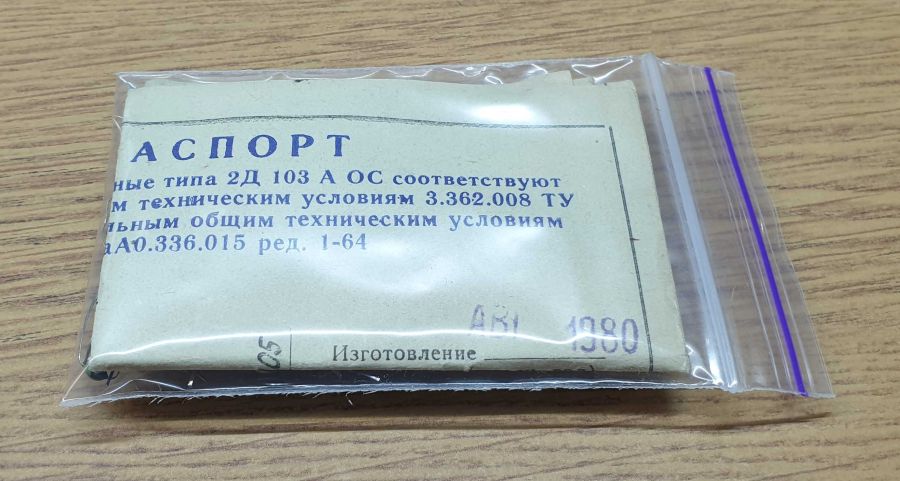 АСПОРТ
ные типа 2Д 103 А ОС соответствуют
м техническим условиям 3.362.008 ТУ
льным общим техническим условиям
аА0.336.015 ред. 1-64
АВГ 1980
05
Изготовление